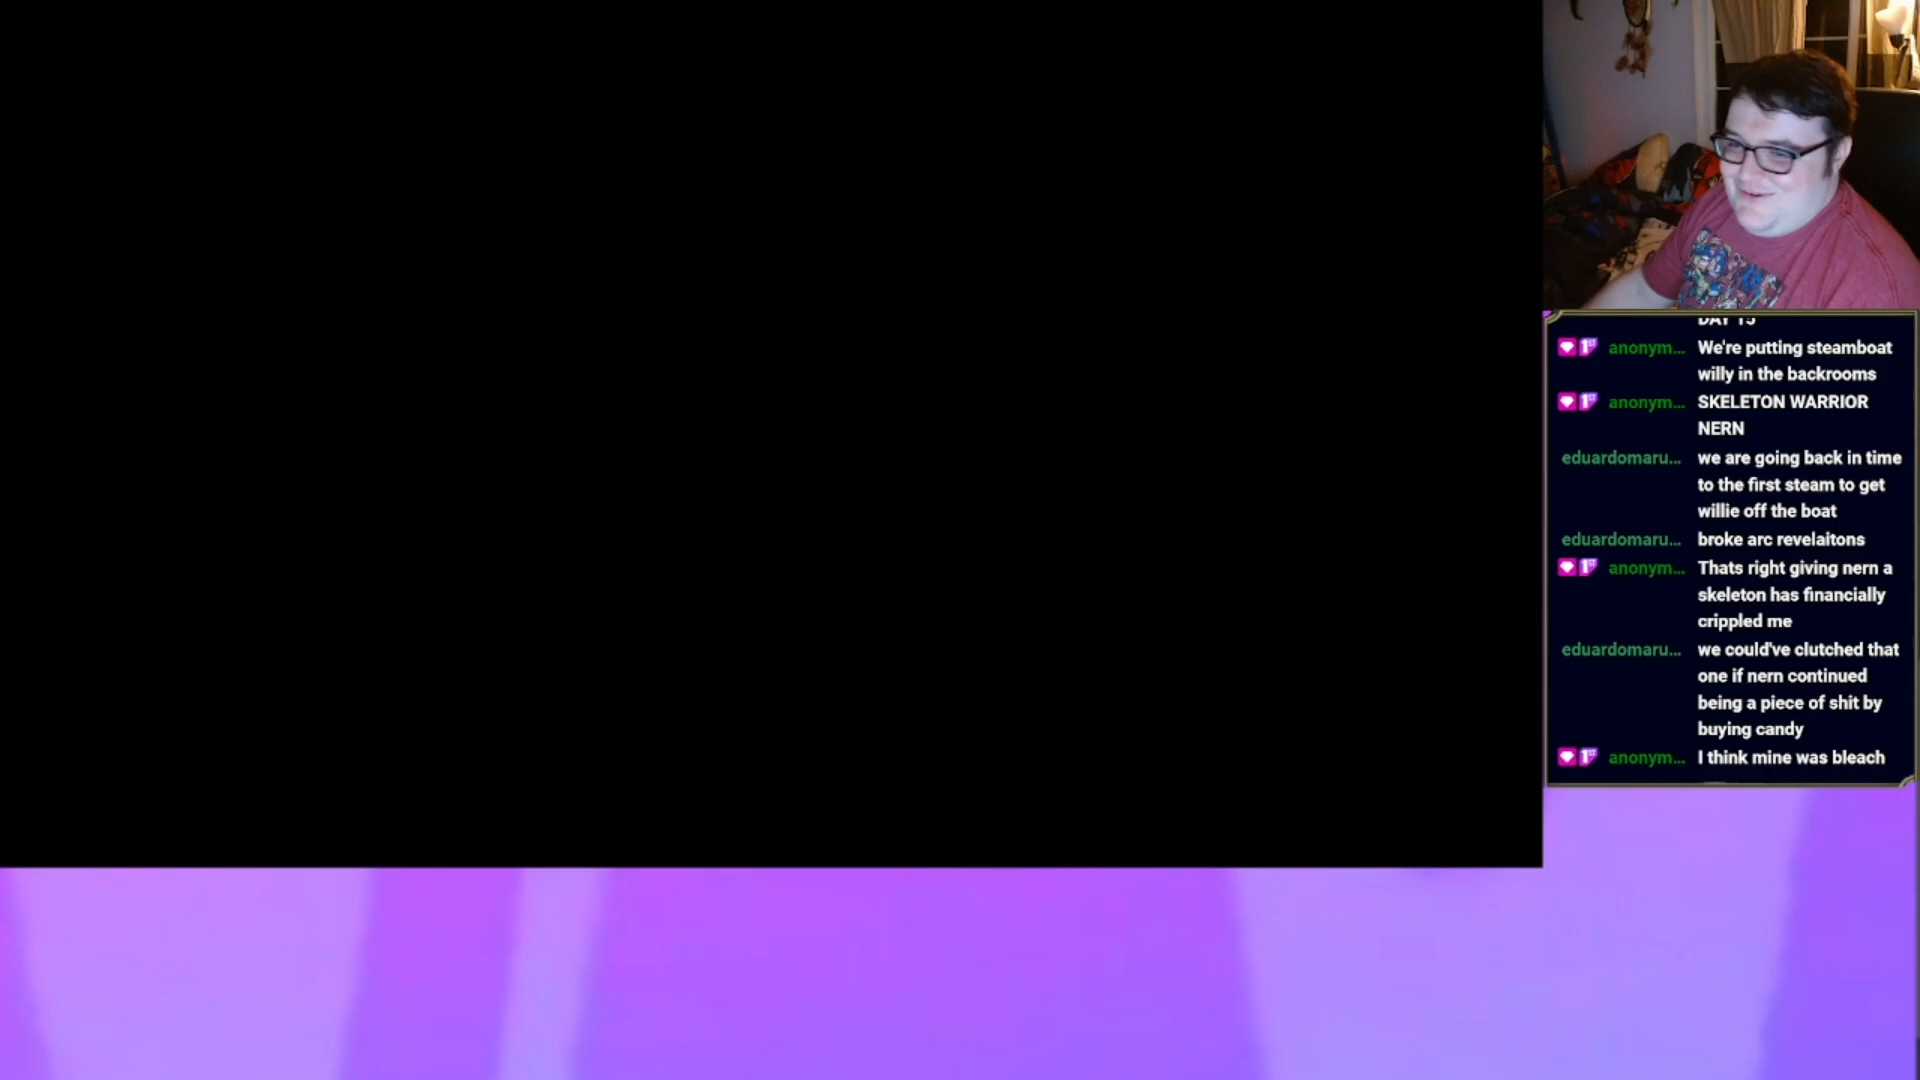 DAY 15
anonym... We're putting steamboat
willy in the backrooms
anonym... SKELETON WARRIOR
NERN
eduardomaru... we are going back in time
to the first steam to get
willie off the boat
eduardomaru... broke arc revelaitons
anonym... Thats right giving nern a
skeleton has financially
crippled me
eduardomaru... we could've clutched that
one if nern continued
being a piece of shit by
buying candy
anonym... I think mine was bleach